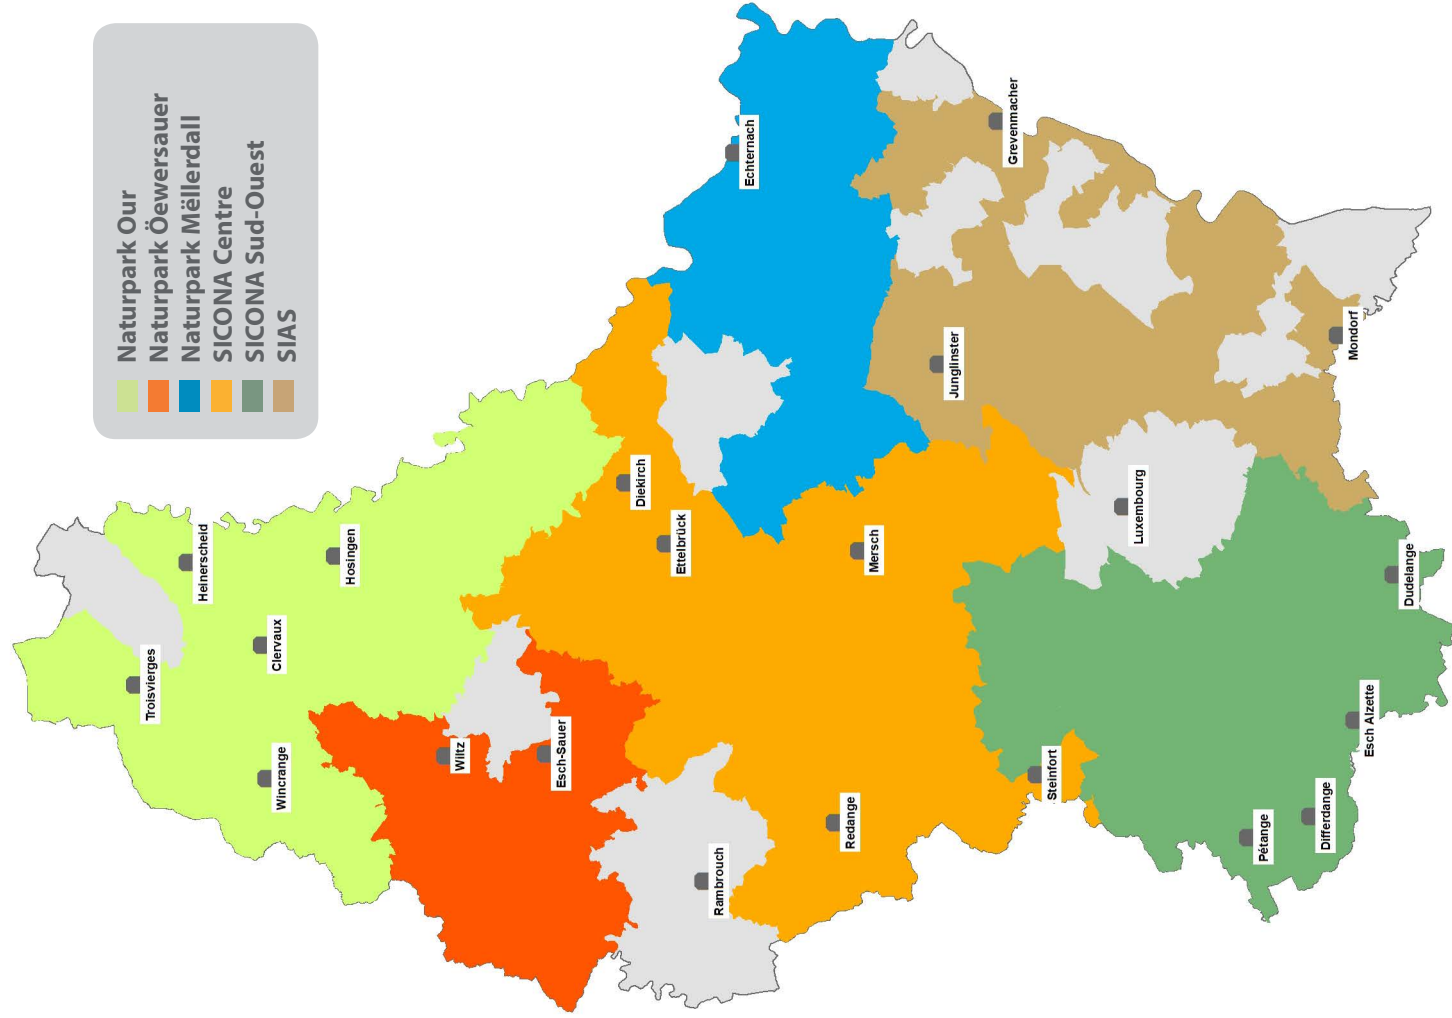 Naturpark Our
Naturpark Öewersauer
Naturpark Mëllerdall
SICONA Centre
SICONA Sud-Ouest
SIAS
Troisvierges
Heinerscheid
Clervaux
Wincrange
Hosingen
Wiltz
Esch-Sauer
Diekirch
Ettelbrück
Rambrouch
Echternach
Redange
Mersch
Junglinster
Grevenmacher
Steinfort
Luxembourg
Pétange
Differdange
Esch Alzette
Dudelange
Mondorf